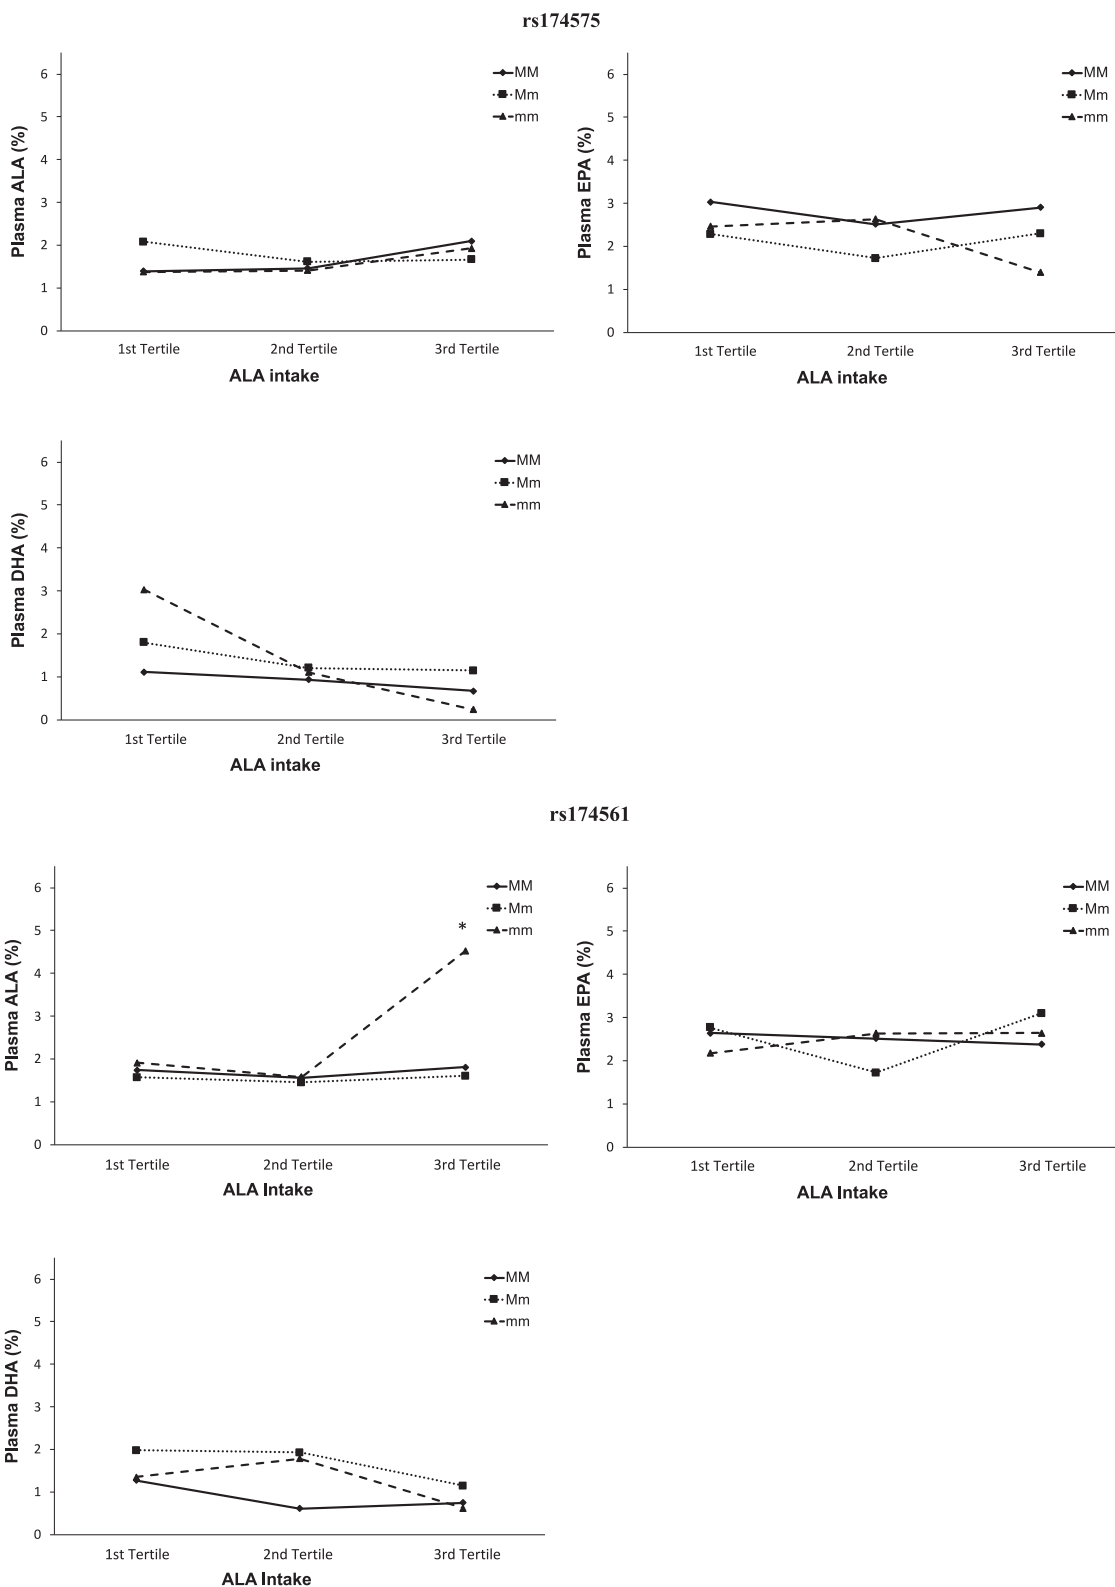 rs174575
Plasma ALA (%)
6
5
4
3
2
1
0
MM
Mm
mm
1st Tertile 2nd Tertile 3rd Tertile
ALA intake
Plasma EPA (%)
6
5
4
3
2
1
0
MM
Mm
mm
1st Tertile 2nd Tertile 3rd Tertile
ALA intake
Plasma DHA (%)
6
5
4
3
2
1
0
MM
Mm
mm
1st Tertile 2nd Tertile 3rd Tertile
ALA intake
rs174561
Plasma ALA (%)
6
5
4
3
2
1
0
MM
Mm
mm
*
1st Tertile 2nd Tertile 3rd Tertile
ALA Intake
Plasma EPA (%)
6
5
4
3
2
1
0
MM
Mm
mm
1st Tertile 2nd Tertile 3rd Tertile
ALA Intake
Plasma DHA (%)
6
5
4
3
2
1
0
MM
Mm
mm
1st Tertile 2nd Tertile 3rd Tertile
ALA Intake